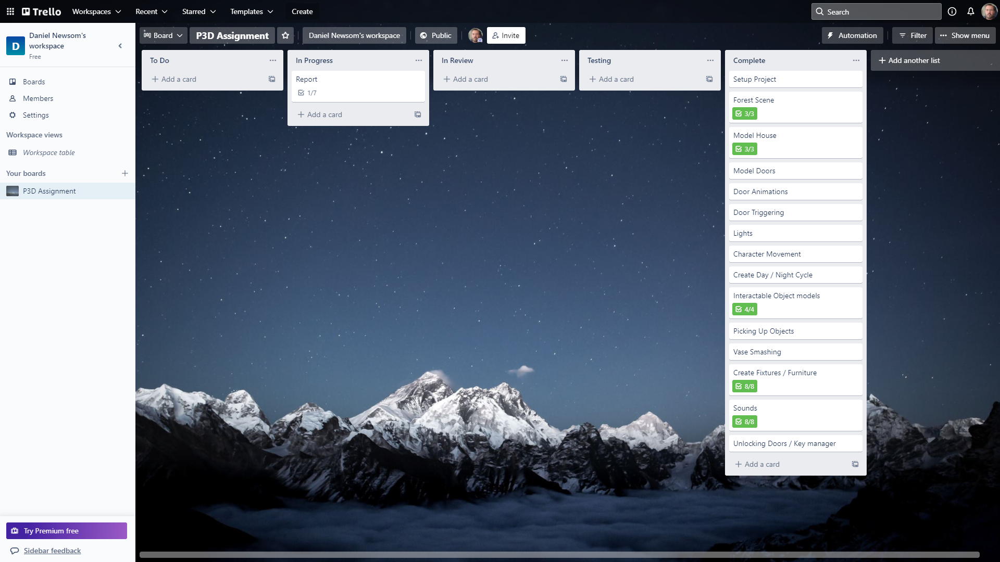 Trello
Workspaces
Recent
Starred
Templates
Create
Search
D
Daniel Newsom's
workspace
Free
Boards
Members
Settings
Workspace views
Workspace table
Your boards
P3D Assignment
Try Premium free
Sidebar feedback
Board
P3D Assignment
Daniel Newsom's workspace
Public
Invite
Automation
Filter
Show menu
To Do
Add a card
In Progress
Report
1/7
Add a card
In Review
Add a card
Testing
Add a card
Complete
Setup Project
Forest Scene
3/3
Model House
3/3
Model Doors
Door Animations
Door Triggering
Lights
Character Movement
Create Day / Night Cycle
Interactable Object models
4/4
Picking Up Objects
Vase Smashing
Create Fixtures / Furniture
8/8
Sounds
8/8
Unlocking Doors / Key manager
Add a card
Add another list